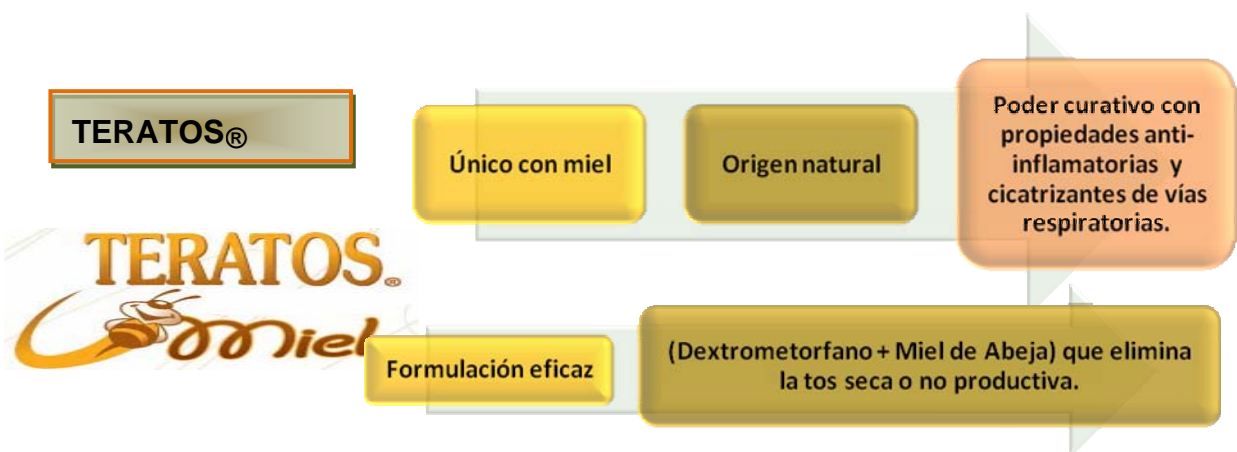 TERATOS®
Único con miel
Origen natural
Poder curativo con
propiedades anti-
inflamatorias y
cicatrizantes de vías
respiratorias.
TERATOS®
Miel
Formulación eficaz
(Dextrometorfano + Miel de Abeja) que elimina
la tos seca o no productiva.